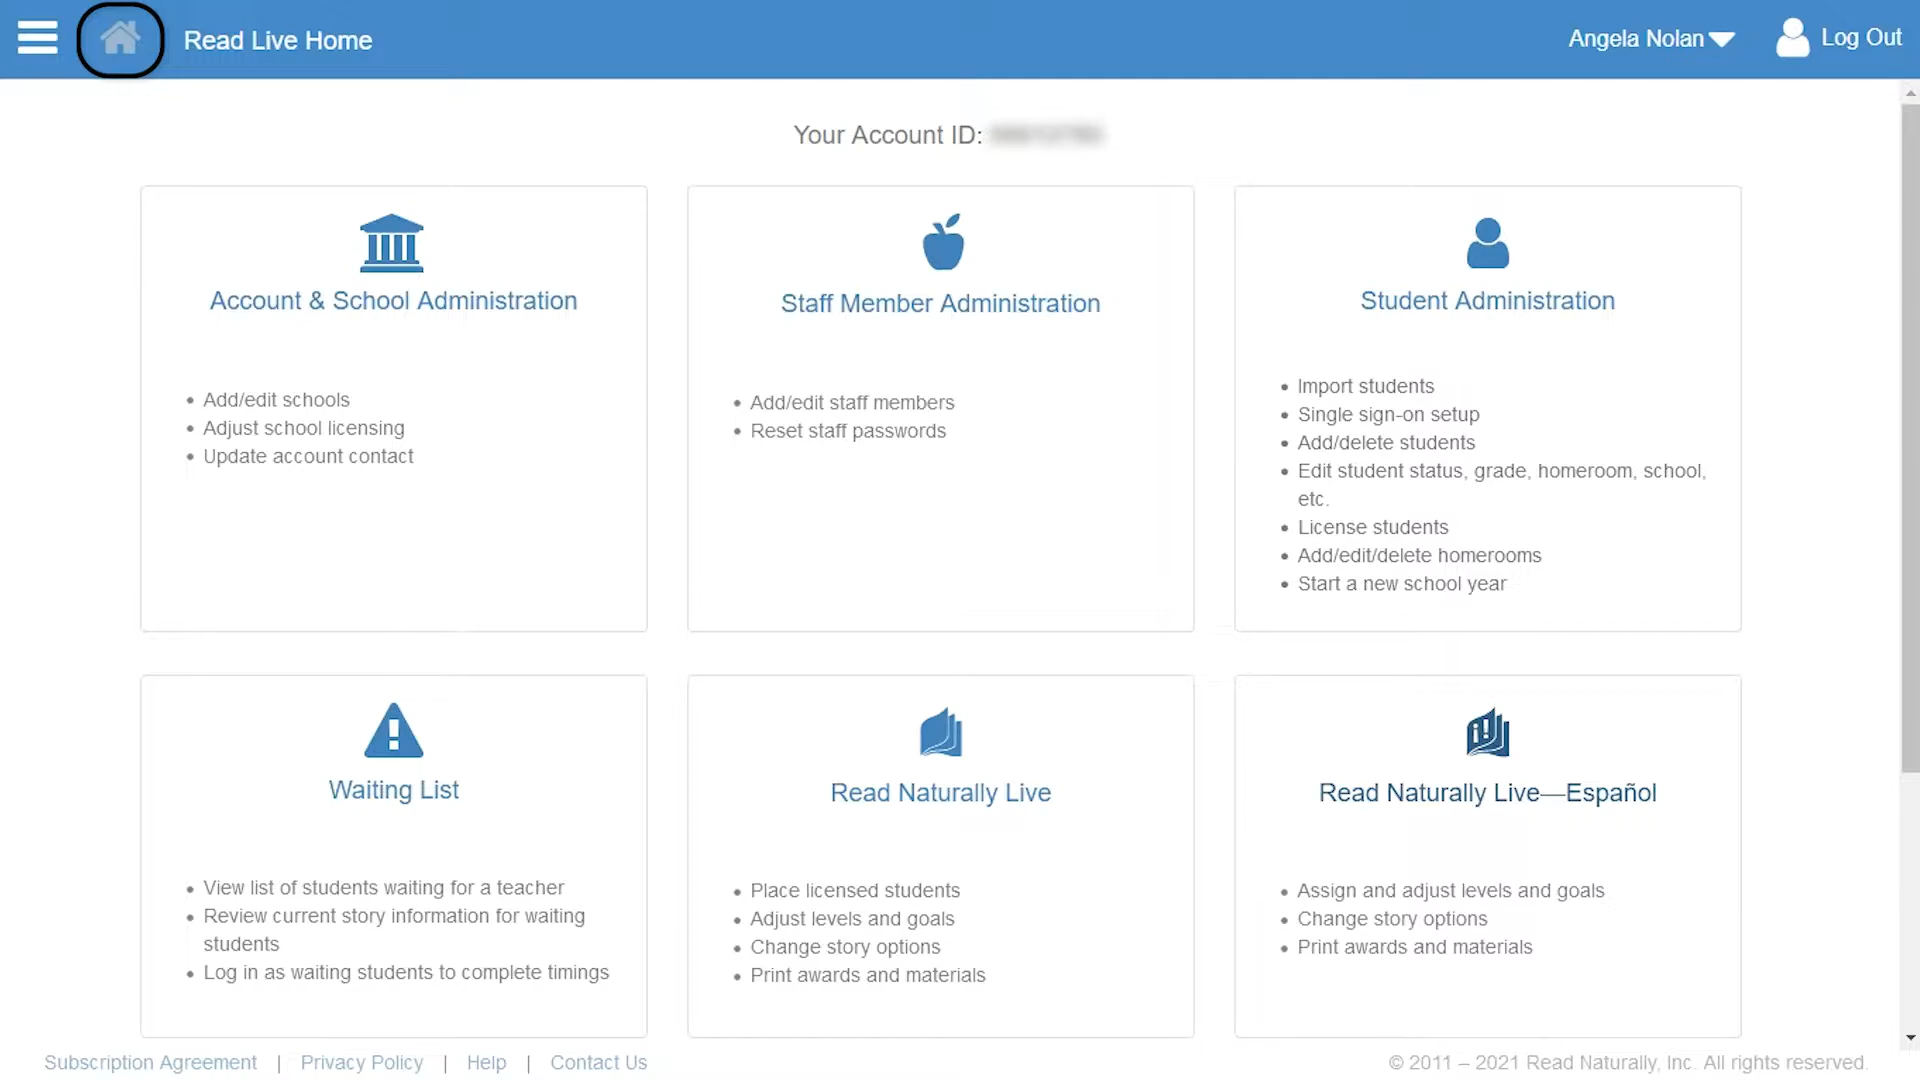 Read Live Home
Angela Nolan
Log Out
Your Account ID:
Account & School Administration
• Add/edit schools
• Adjust school licensing
• Update account contact
Staff Member Administration
• Add/edit staff members
• Reset staff passwords
Student Administration
• Import students
• Single sign-on setup
• Add/delete students
• Edit student status, grade, homeroom, school,
etc.
• License students
• Add/edit/delete homerooms
• Start a new school year
Waiting List
• View list of students waiting for a teacher
• Review current story information for waiting
students
• Log in as waiting students to complete timings
Read Naturally Live
• Place licensed students
• Adjust levels and goals
• Change story options
• Print awards and materials
Read Naturally Live—Español
• Assign and adjust levels and goals
• Change story options
• Print awards and materials
Subscription Agreement | Privacy Policy | Help | Contact Us
© 2011 – 2021 Read Naturally, Inc. All rights reserved.